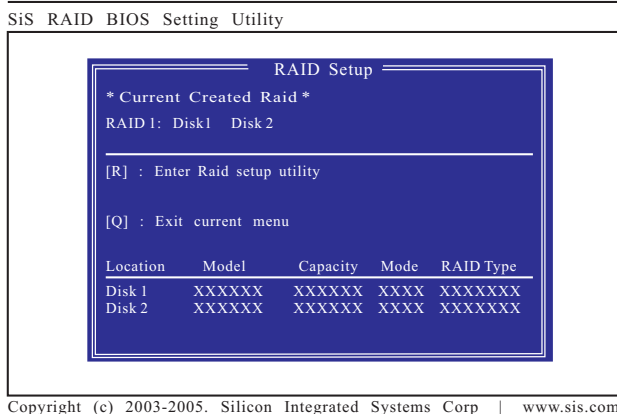 SiS RAID BIOS Setting Utility
RAID Setup
* Current Created Raid *
RAID 1: Disk1 Disk 2
[R] : Enter Raid setup utility
[Q] : Exit current menu
Location Model Capacity Mode RAID Type
Disk 1 XXXXXX XXXXXX XXXX XXXXXXX
Disk 2 XXXXXX XXXXXX XXXX XXXXXXX
Copyright (c) 2003-2005. Silicon Integrated Systems Corp | www.sis.com